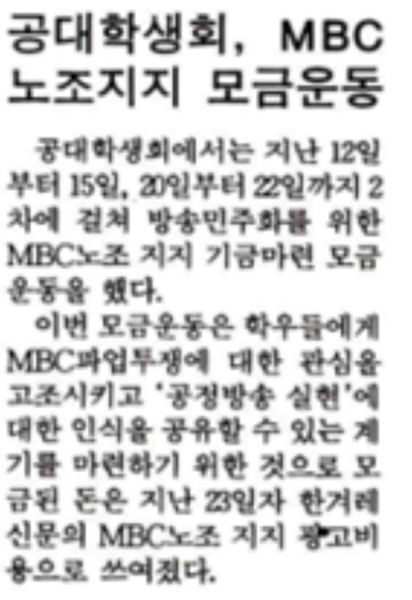 공대학생회, MBC
노조지지 모금운동
공대학생회에서는 지난 12일
부터 15일, 20일부터 22일까지 2
차에 걸쳐 방송민주화를 위한
MBC노조 지지 기금마련 모금
운동을 했다.
이번 모금운동은 학우들에게
MBC파업투쟁에 대한 관심을
고조시키고 ‘공정방송 실현’에
대한 인식을 공유할 수 있는 계
기를 마련하기 위한 것으로 모
금된 돈은 지난 23일자 한겨레
신문의 MBC노조 지지 광고비
용으로 쓰여졌다.